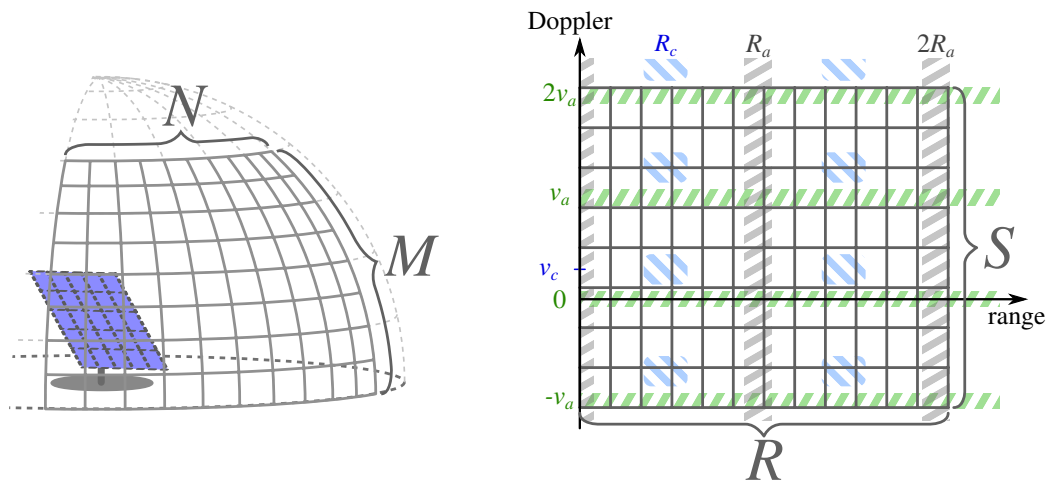 N
M
Doppler
R_c
R_a
2R_a
2v_a
v_a
v_c
0
-v_a
S
range
R